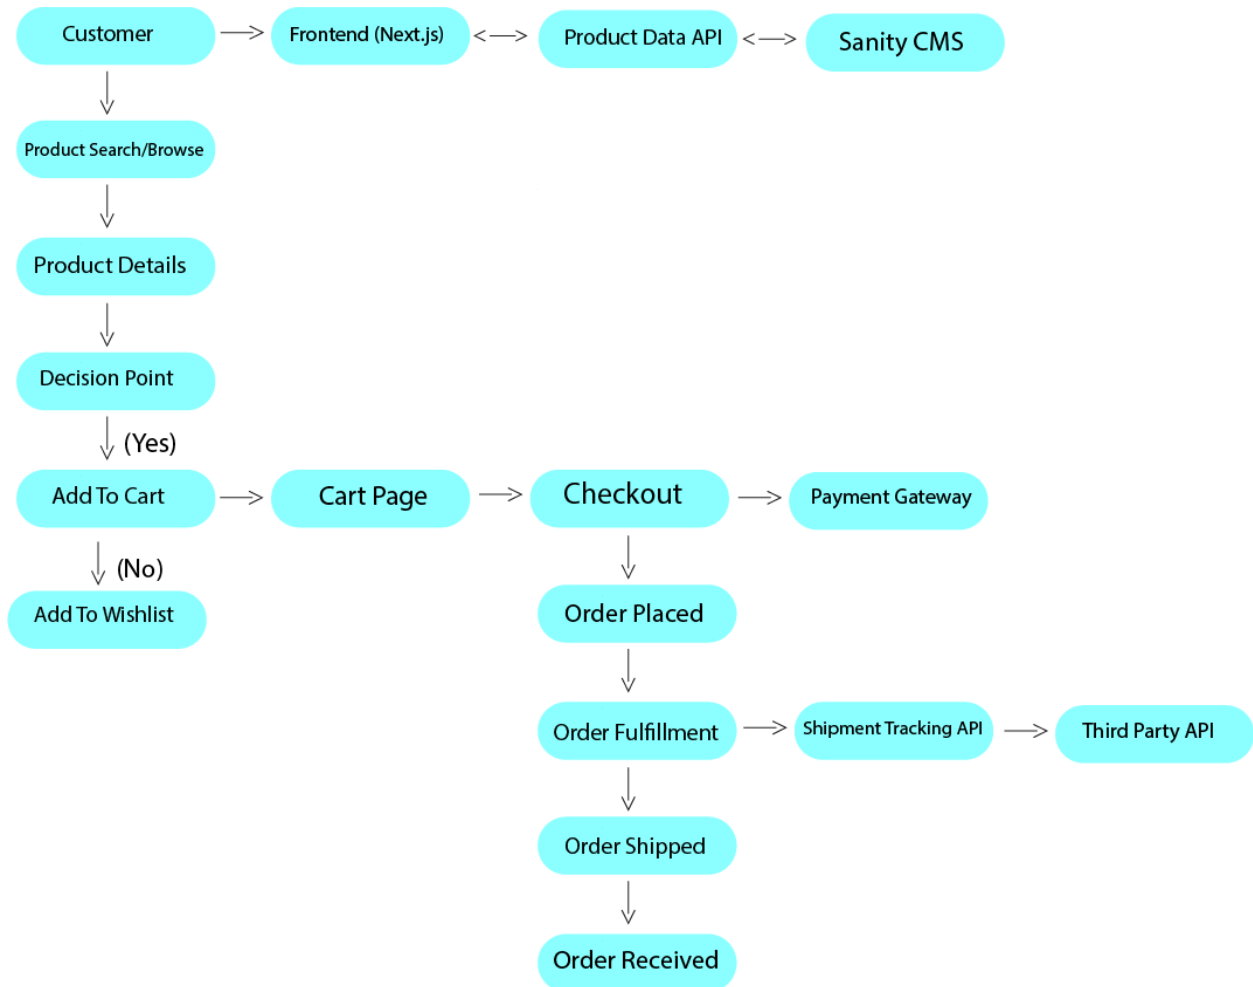 Customer
Frontend (Next.js)
Product Data API
Sanity CMS
Product Search/Browse
Product Details
Decision Point
(Yes)
Add To Cart
Cart Page
Checkout
Payment Gateway
(No)
Add To Wishlist
Order Placed
Order Fulfillment
Shipment Tracking API
Third Party API
Order Shipped
Order Received